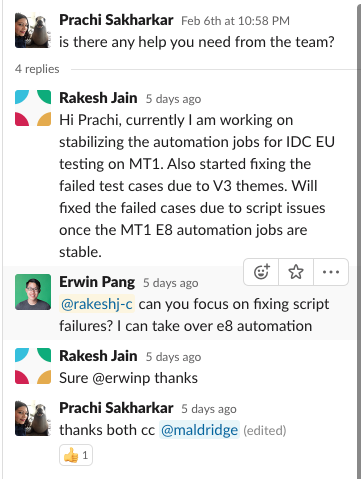 Prachi Sakharkar Feb 6th at 10:58 PM
is there any help you need from the team?
4 replies
Rakesh Jain 5 days ago
Hi Prachi, currently I am working on
stabilizing the automation jobs for IDC EU
testing on MT1. Also started fixing the
failed test cases due to V3 themes. Will
fixed the failed cases due to script issues
once the MT1 E8 automation jobs are
stable.
Erwin Pang 5 days ago
@rakeshj-c can you focus on fixing script
failures? I can take over e8 automation
Rakesh Jain 5 days ago
Sure @erwinp thanks
Prachi Sakharkar 5 days ago
thanks both cc @maldridge (edited)
1